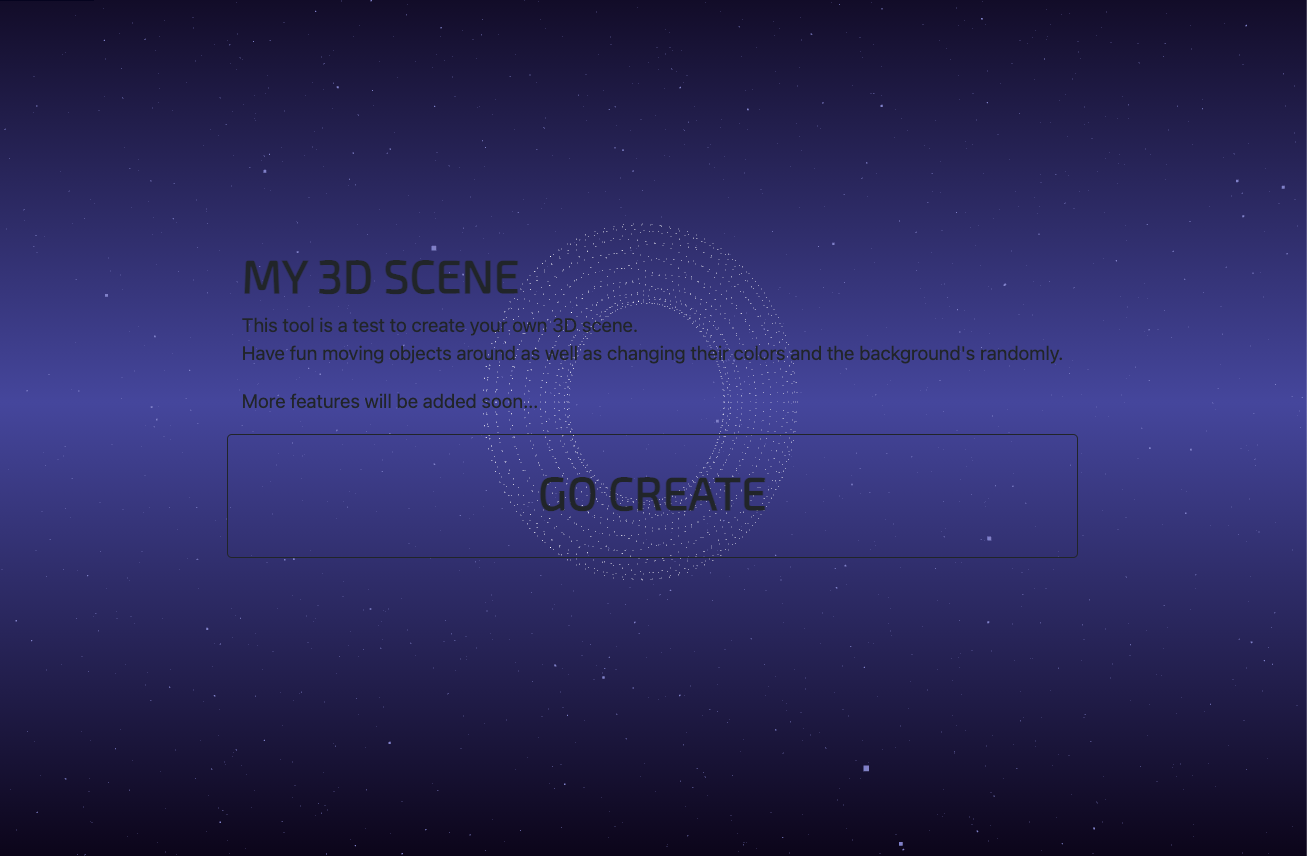 MY 3D SCENE
This tool is a test to create your own 3D scene.
Have fun moving objects around as well as changing their colors and the background's randomly.
More features will be added soon...
GO CREATE